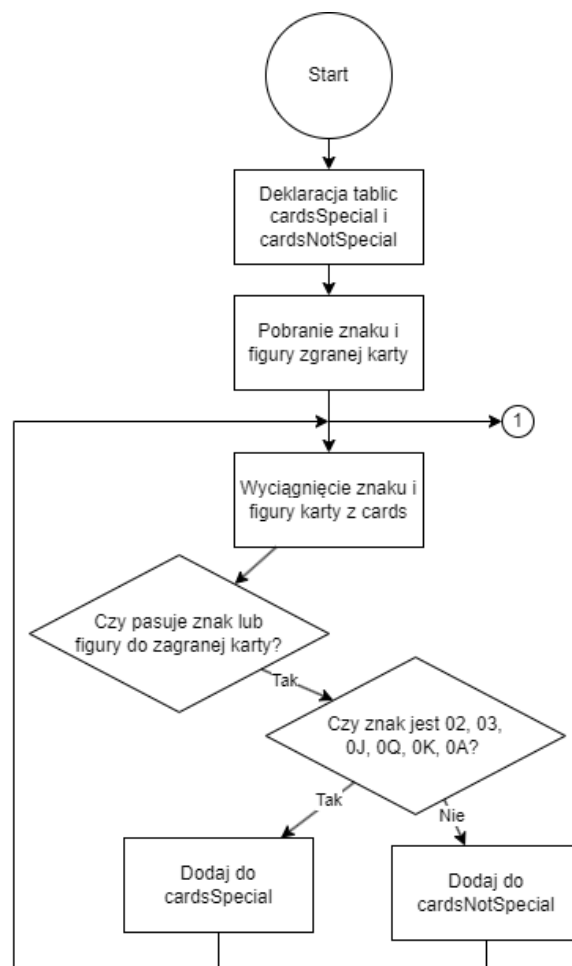 Start
Deklaracja tablic
cardsSpecial i
cardsNotSpecial
Pobranie znaku i
figury zgranej karty
1
Wyciągnięcie znaku i
figury karty z cards
Czy pasuje znak lub
figury do zagranej karty?
Tak
Czy znak jest 02, 03,
0J, 0Q, 0K, 0A?
Tak
Nie
Dodaj do
cardsSpecial
Dodaj do
cardsNotSpecial